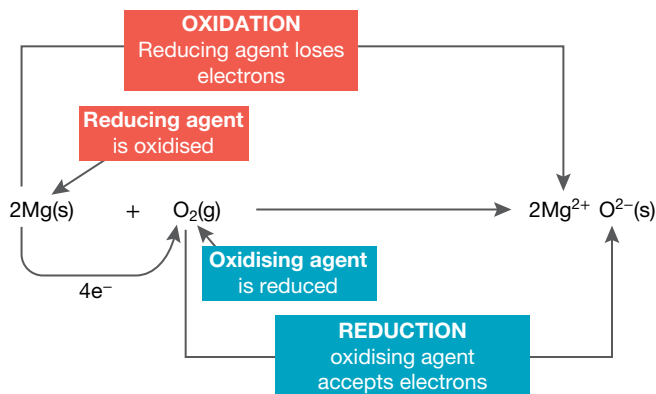 OXIDATION
Reducing agent loses
electrons
Reducing agent
is oxidised
2Mg(s) + O₂(g) 2Mg²⁺ O²⁻(s)
4e⁻
Oxidising agent
is reduced
REDUCTION
oxidising agent
accepts electrons